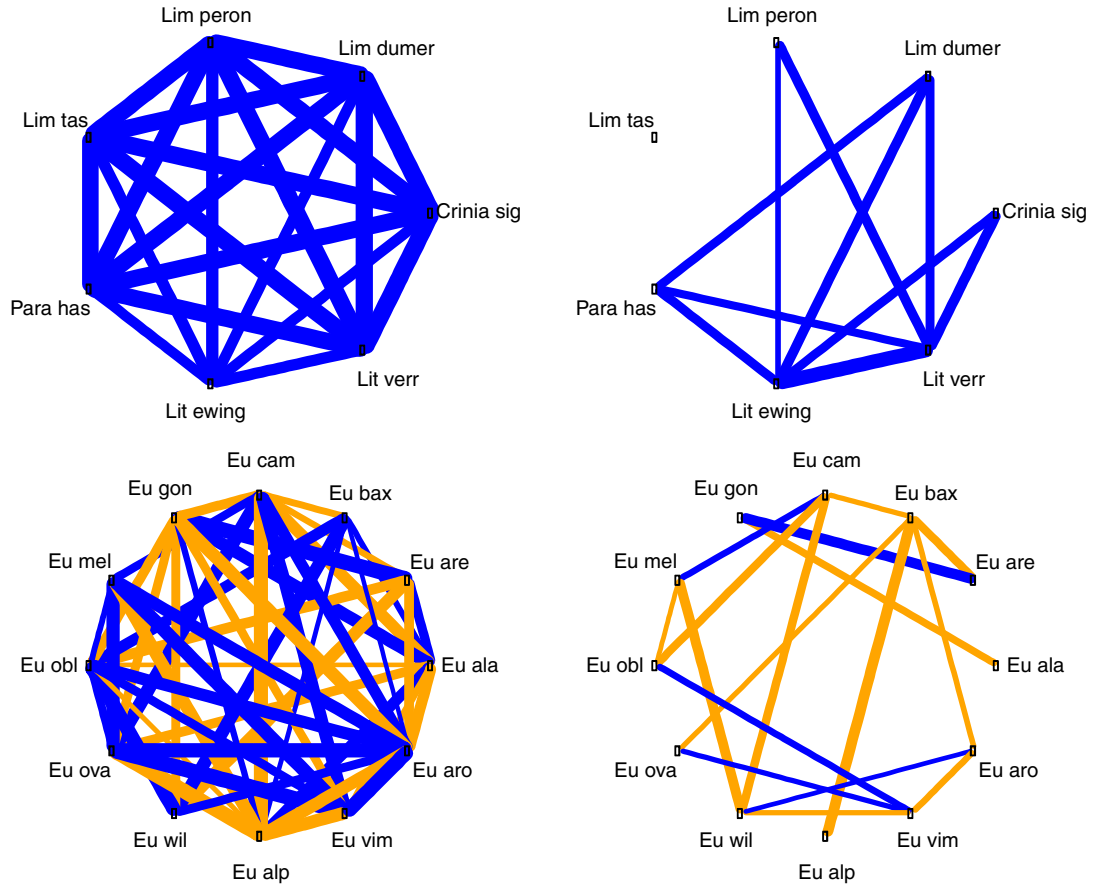 Lim peron
Lim dumer
Lim tas
Crinia sig
Para has
Lit verr
Lit ewing
Lim peron
Lim dumer
Lim tas
Crinia sig
Para has
Lit verr
Lit ewing
Eu cam
Eu gon
Eu bax
Eu mel
Eu are
Eu obl
Eu ala
Eu ova
Eu aro
Eu wil
Eu vim
Eu alp
Eu cam
Eu gon
Eu bax
Eu mel
Eu are
Eu obl
Eu ala
Eu ova
Eu aro
Eu wil
Eu vim
Eu alp